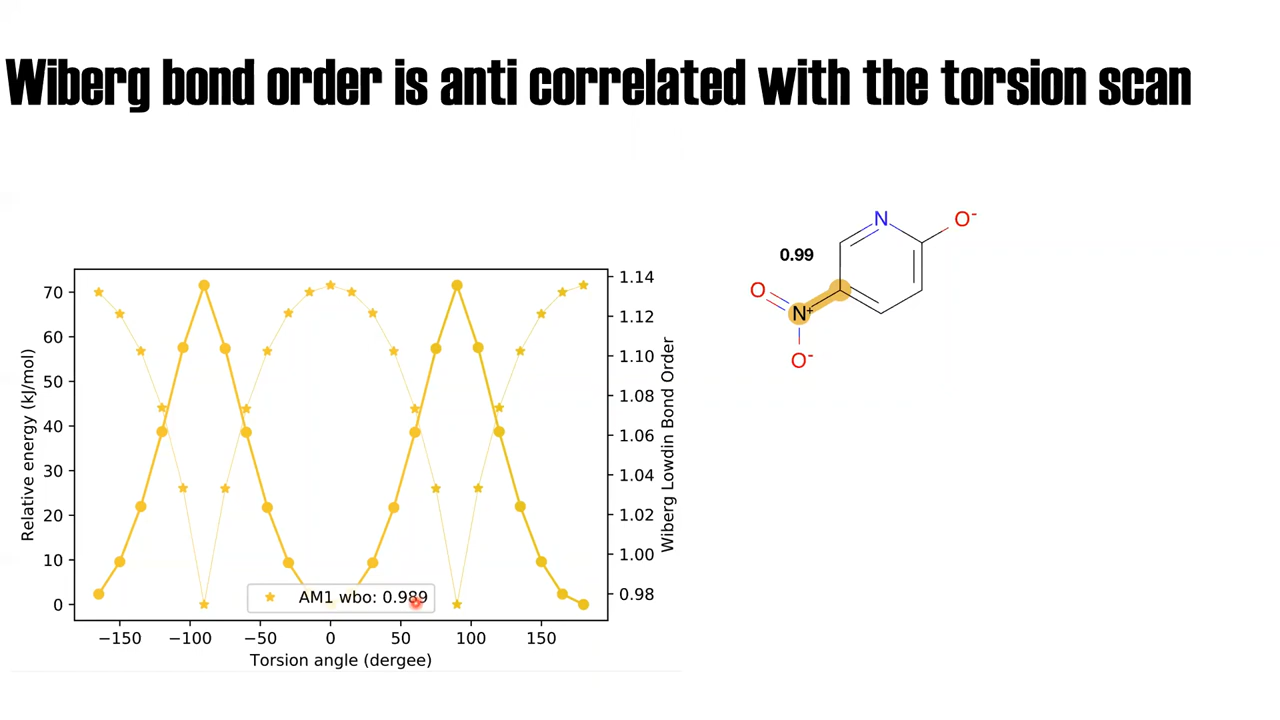 Wiberg bond order is anti correlated with the torsion scan
N
O-
0.99
O
N+
O-
70
60
50
40
30
20
10
0
Relative energy (kJ/mol)
1.14
1.12
1.10
1.08
1.06
1.04
1.02
1.00
0.98
Wiberg Lowdin Bond Order
AM1 wbo: 0.989
−150
−100
−50
0
50
100
150
Torsion angle (dergee)